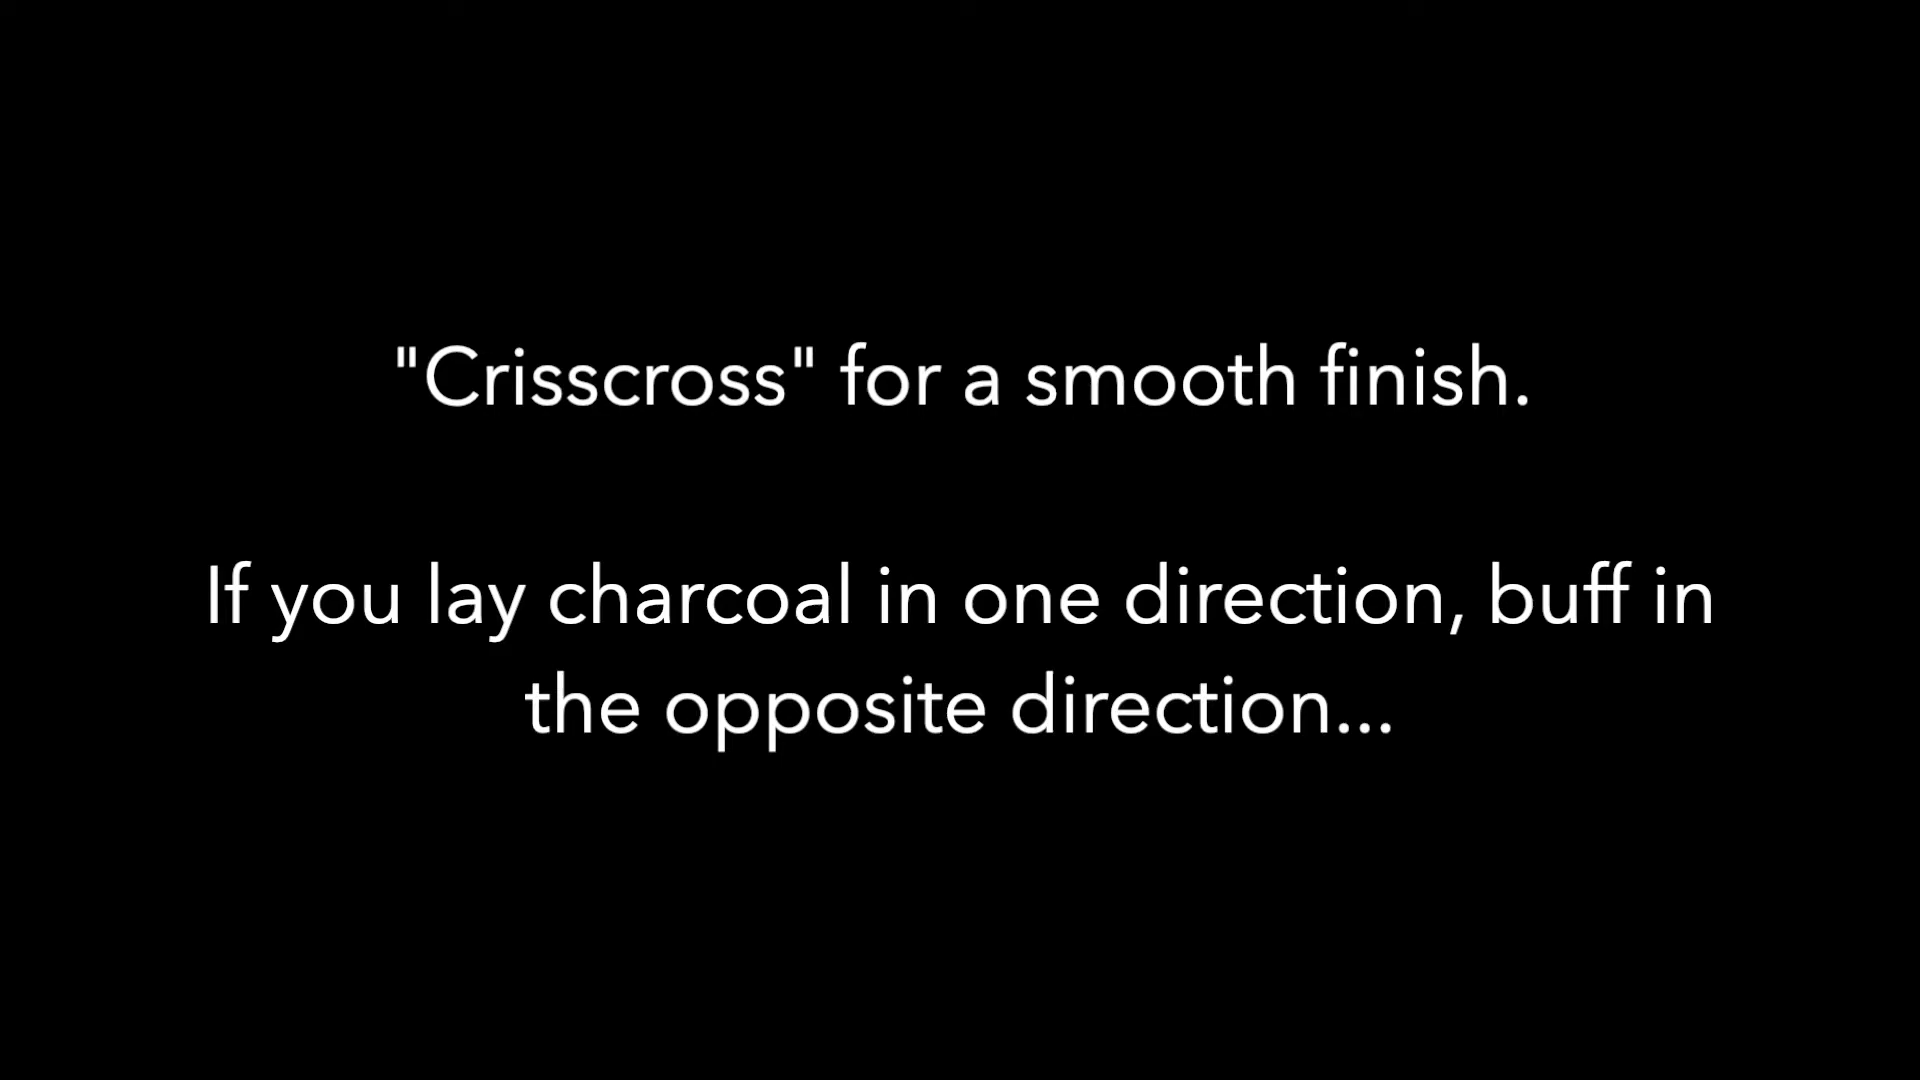 "Crisscross" for a smooth finish.
If you lay charcoal in one direction, buff in
the opposite direction...